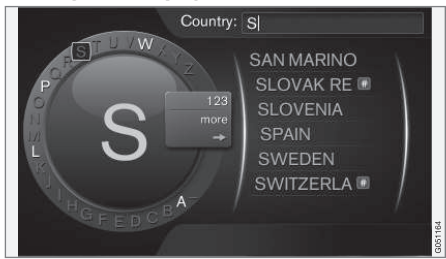 Country: S
S T U V W X Y Z
R
Q
P
O
N
M
L
K
J
I
H G F E D C B A
S
123
more
→
SAN MARINO
SLOVAK RE #
SLOVENIA
SPAIN
SWEDEN
SWITZERLA #
G051164